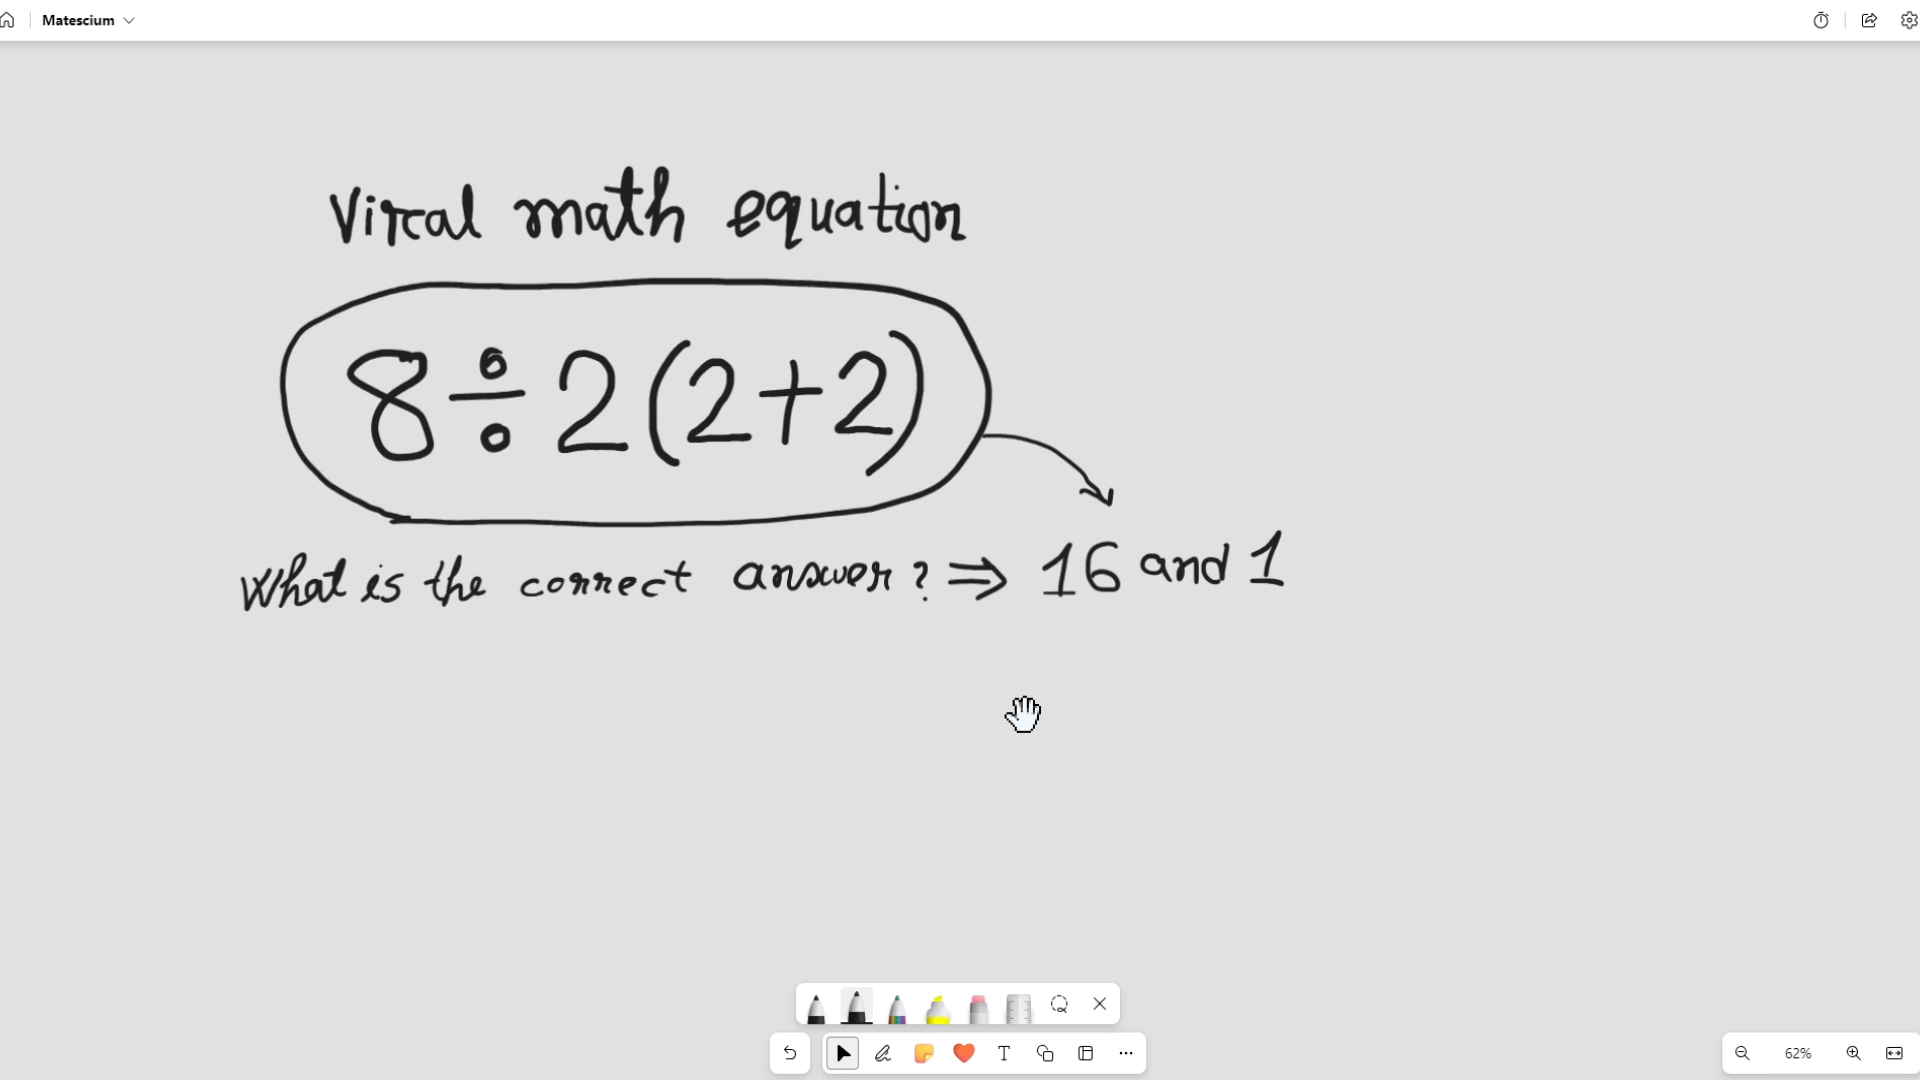 Matescium
Viral math equation
8÷2(2+2)
What is the correct answer? ⇒ 16 and 1
T
62%